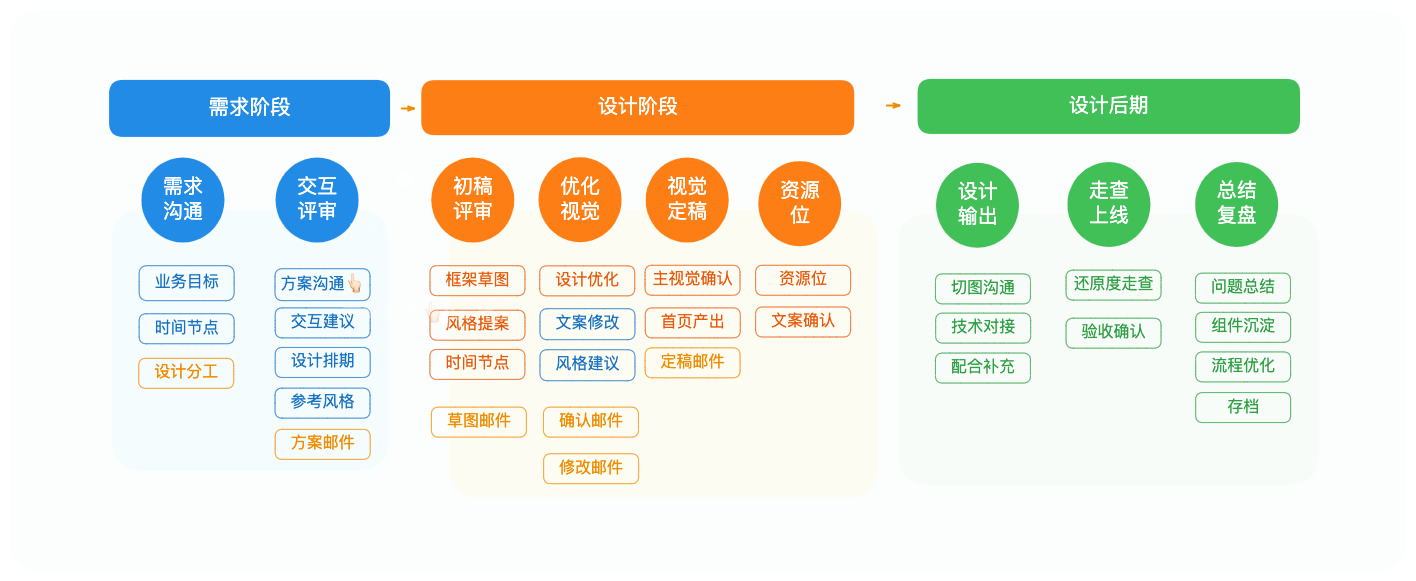 需求阶段
设计阶段
设计后期
需求
沟通
交互
评审
初稿
评审
优化
视觉
视觉
定稿
资源
位
设计
输出
走查
上线
总结
复盘
业务目标
时间节点
设计分工
方案沟通👆🏻
交互建议
设计排期
参考风格
方案邮件
框架草图
风格提案
时间节点
草图邮件
设计优化
文案修改
风格建议
确认邮件
修改邮件
主视觉确认
首页产出
定稿邮件
资源位
文案确认
切图沟通
技术对接
配合补充
还原度走查
验收确认
问题总结
组件沉淀
流程优化
存档